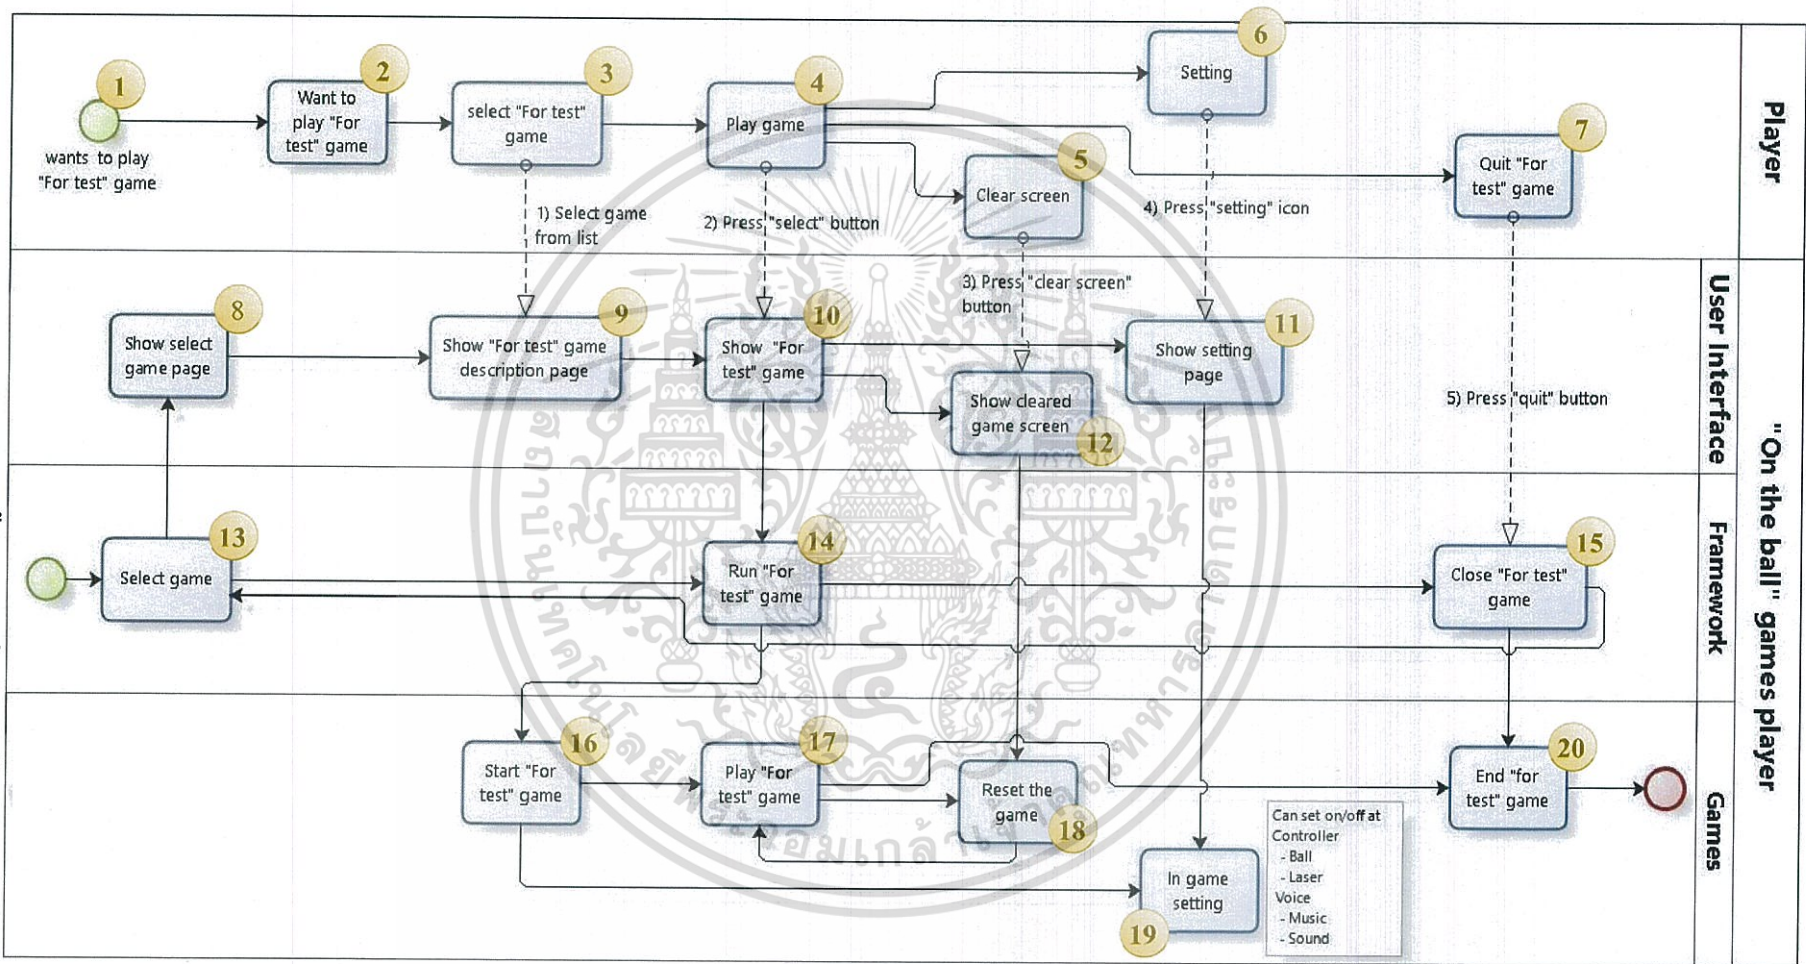 1
wants to play
"For test" game
2
Want to
play "For
test" game
3
select "For test"
game
4
Play game
5
Clear screen
6
Setting
7
Quit "For
test" game
Player
1) Select game
from list
2) Press "select" button
3) Press "clear screen"
button
4) Press "setting" icon
5) Press "quit" button
8
Show select
game page
9
Show "For test" game
description page
10
Show "For
test" game
11
Show setting
page
12
Show cleared
game screen
User Interface
13
Select game
14
Run "For
test" game
15
Close "For test"
game
Framework
16
Start "For
test" game
17
Play "For
test" game
18
Reset the
game
19
In game
setting
Can set on/off at
Controller
- Ball
- Laser
Voice
- Music
- Sound
20
End "for
test" game
Games
"On the ball" games player